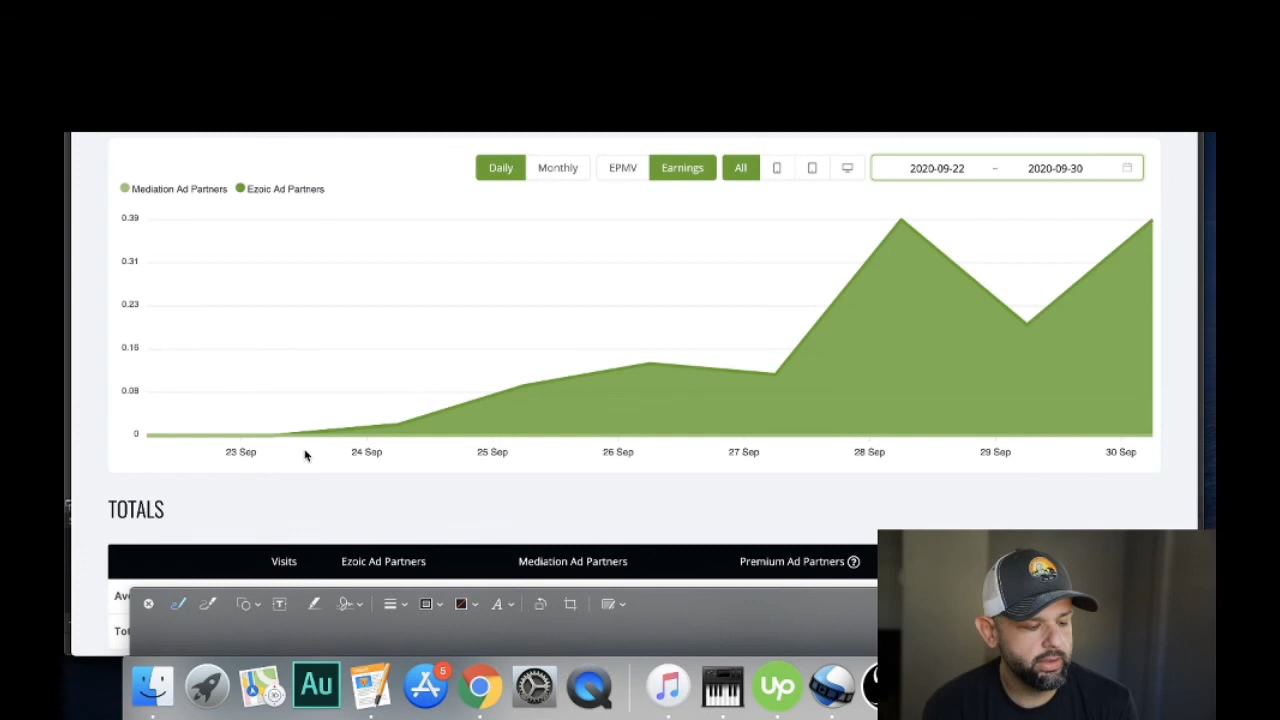 Daily Monthly EPMV Earnings All 2020-09-22 ~ 2020-09-30
Mediation Ad Partners Ezoic Ad Partners
0.39
0.31
0.23
0.16
0.08
0
23 Sep 24 Sep 25 Sep 26 Sep 27 Sep 28 Sep 29 Sep 30 Sep
TOTALS
Visits Ezoic Ad Partners Mediation Ad Partners Premium Ad Partners ?
Ave
Tot
T A
Au 5 Up